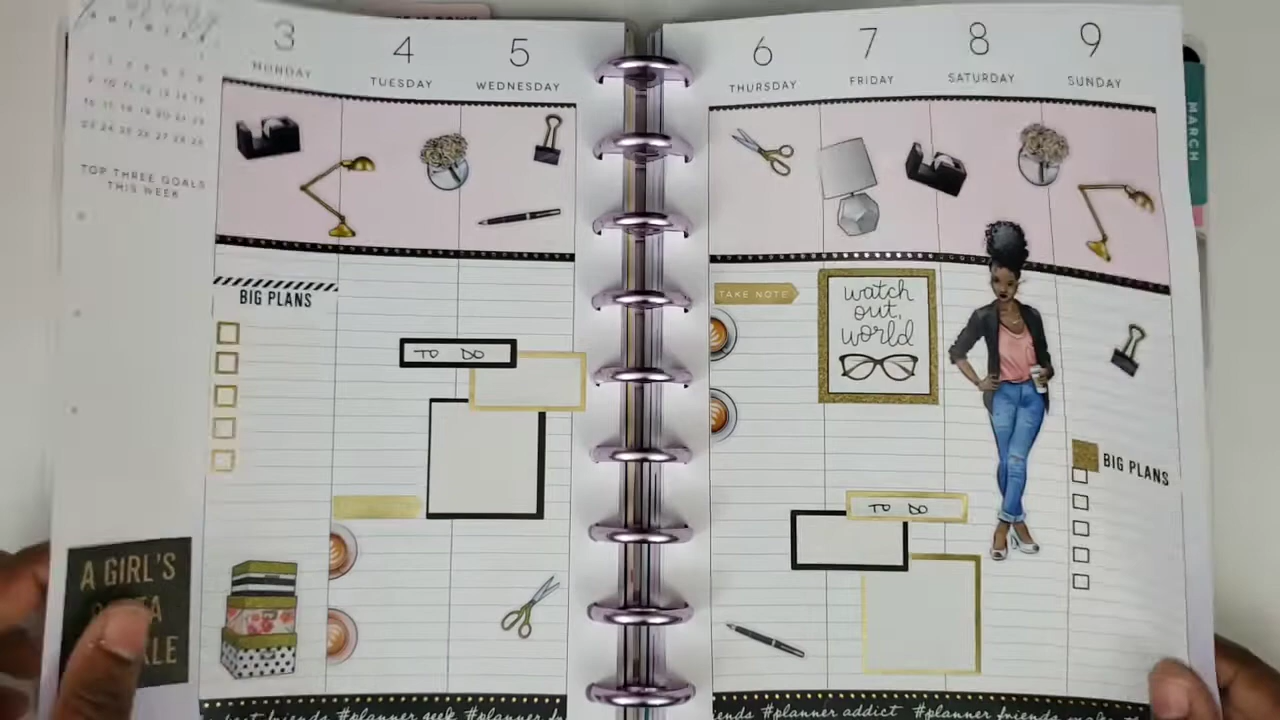 3
MONDAY
4
TUESDAY
5
WEDNESDAY
6
THURSDAY
7
FRIDAY
8
SATURDAY
9
SUNDAY
MARCH
TOP THREE GOALS
THIS WEEK
BIG PLANS
TO DO
TAKE NOTE
watch
out,
world
TO DO
BIG PLANS
A GIRL'S
friends #planner geek #planner
#planner addict #planner friends